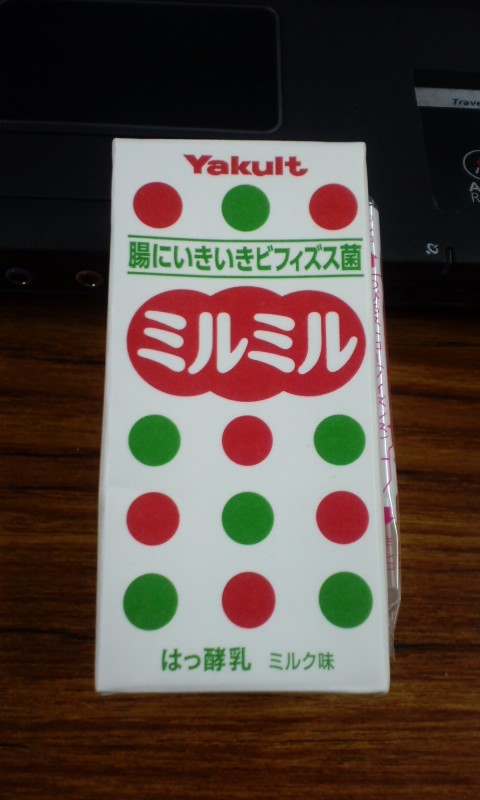 Yakult
腸にいきいきビフィズス菌
ミルミル
はっ酵乳 ミルク味
Trave